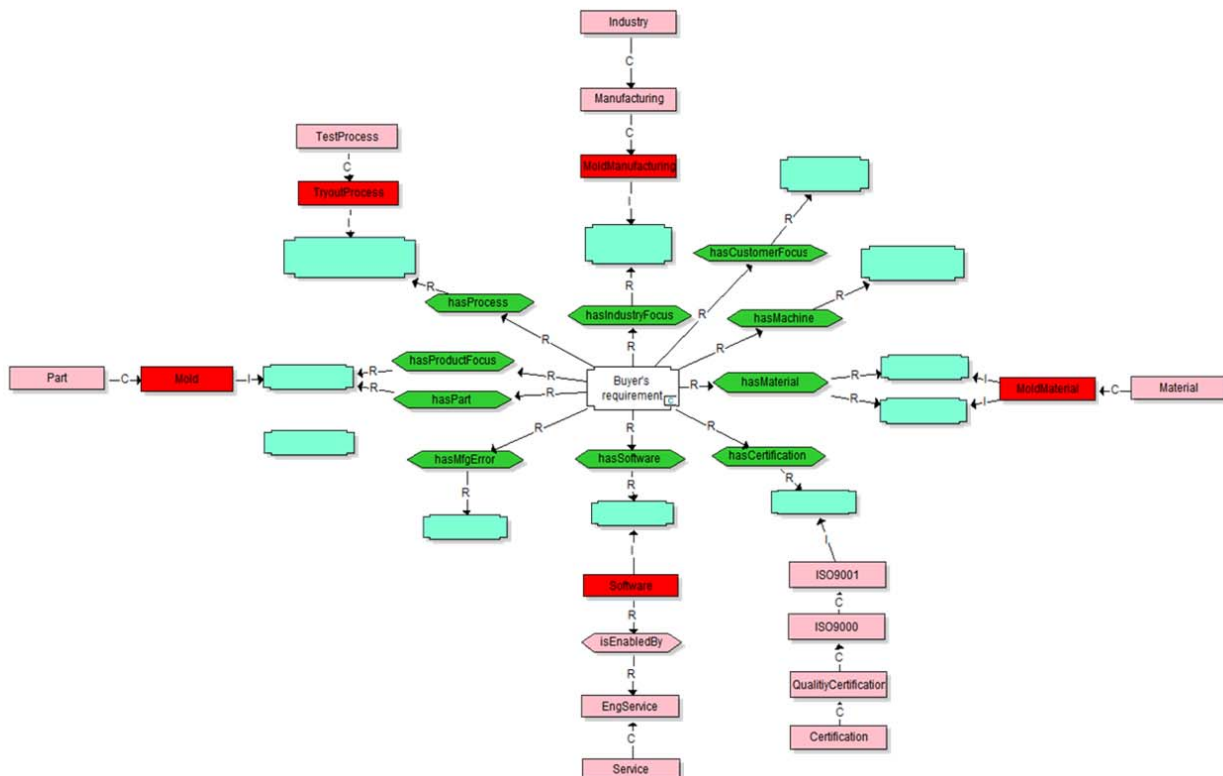 Industry
C
Manufacturing
TestProcess
C
C
MoldManufacturing
TryoutProcess
I
I
R
hasCustomerFocus
R
hasProcess
R
R
R
hasIndustryFocus
hasMachine
R
R
R
hasProductFocus
R
R
Buyer's
requirement
C
R
hasMaterial
R
I
Part
C
Mold
I
R
hasPart
R
R
I
MoldMaterial
C
Material
R
R
R
hasMfgError
hasSoftware
hasCertification
R
R
R
I
I
Software
ISO9001
R
C
isEnabledBy
ISO9000
R
C
EngService
QualitiyCertification
C
C
Service
Certification